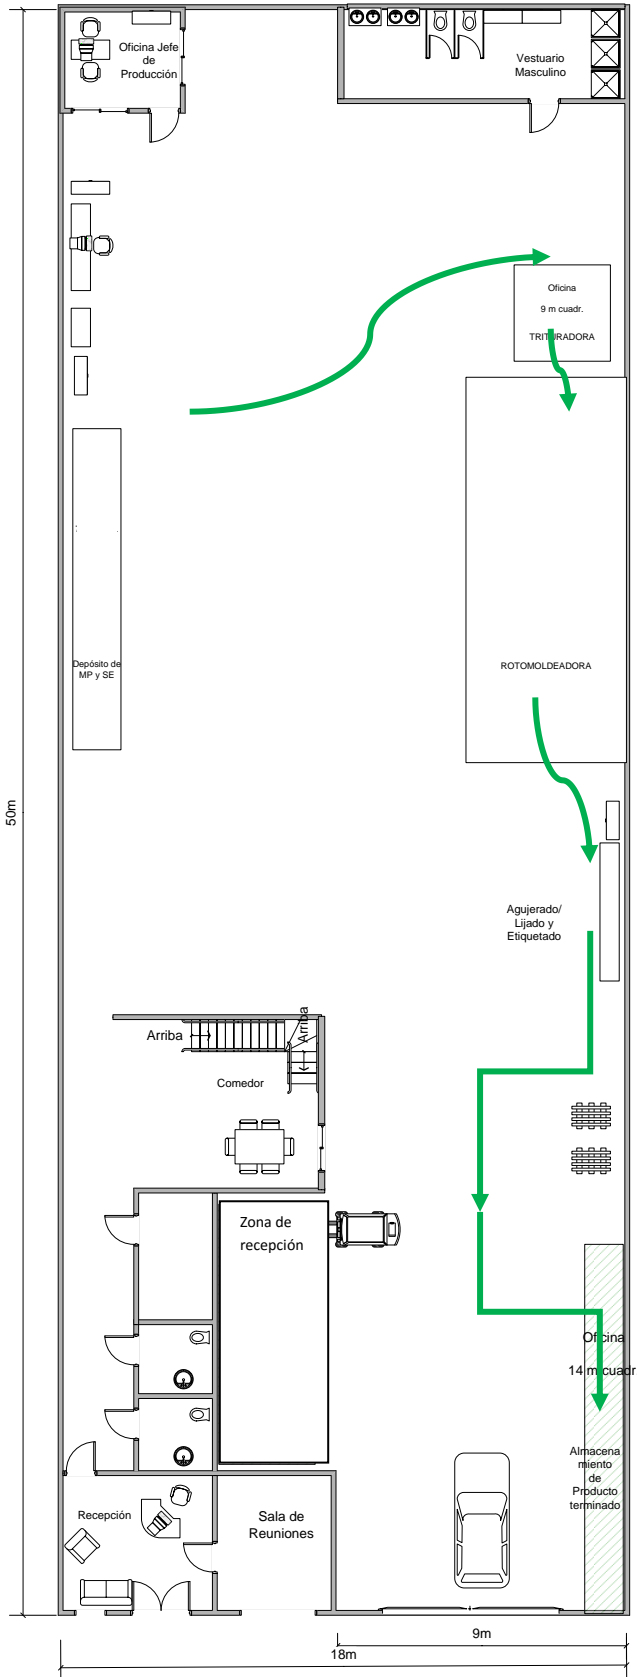 Oficina Jefe
de
Producción
Vestuario
Masculino
Oficina
9 m cuadr.
TRITURADORA
Depósito de
MP y SE
ROTOMOLDEADORA
50m
Agujerado/
Lijado y
Etiquetado
Arriba
Arriba
Comedor
Zona de
recepción
Oficina
14 m cuadr
Almacena
miento
de
Producto
terminado
Recepción
Sala de
Reuniones
9m
18m